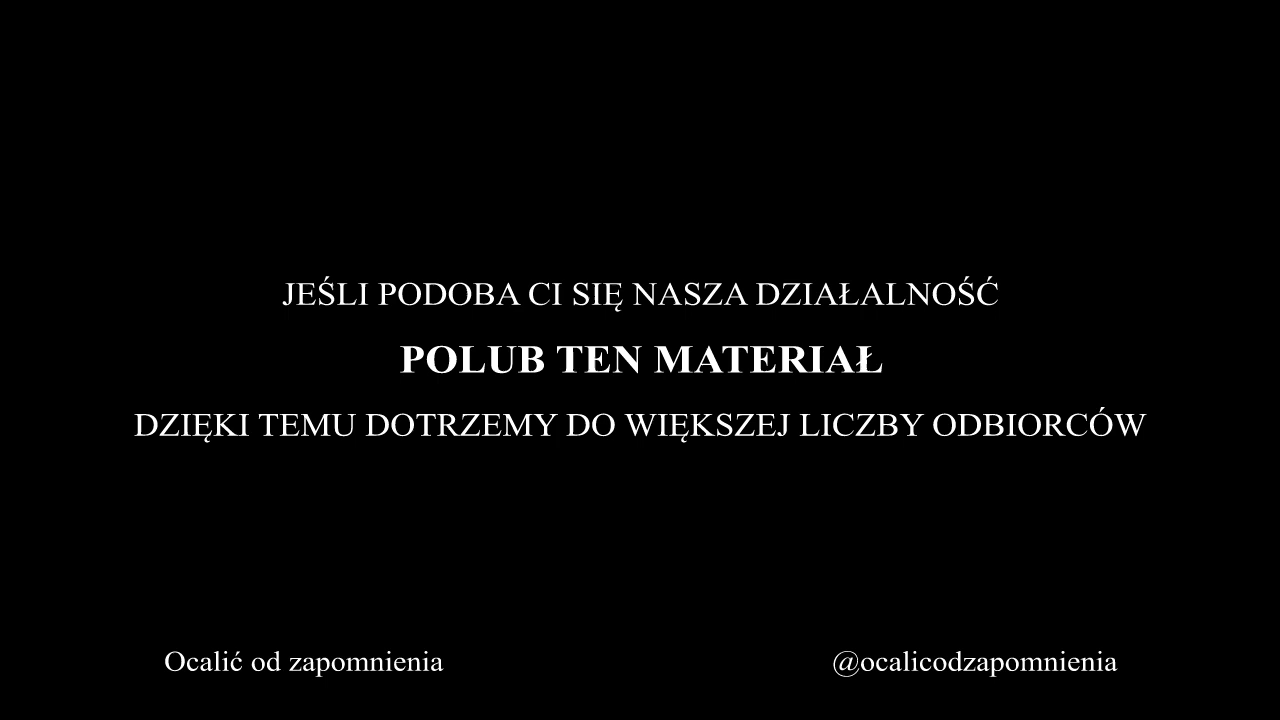 JEŚLI PODOBA CI SIĘ NASZA DZIAŁALNOŚĆ
POLUB TEN MATERIAŁ
DZIĘKI TEMU DOTRZEMY DO WIĘKSZEJ LICZBY ODBIORCÓW
Ocalić od zapomnienia
@ocalicodzapomnienia